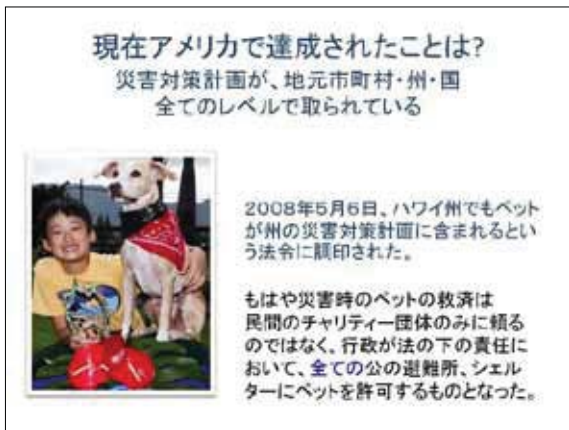 現在アメリカで達成されたことは?
災害対策計画が、地元市町村・州・国
全てのレベルで取られている
2008年5月6日、ハワイ州でもペット
が州の災害対策計画に含まれるとい
う法令に調印された。
もはや災害時のペットの救済は
民間のチャリティー団体のみに頼る
のではなく、行政が法の下の責任に
おいて、全ての公の避難所、シェル
ターにペットを許可するものとなった。